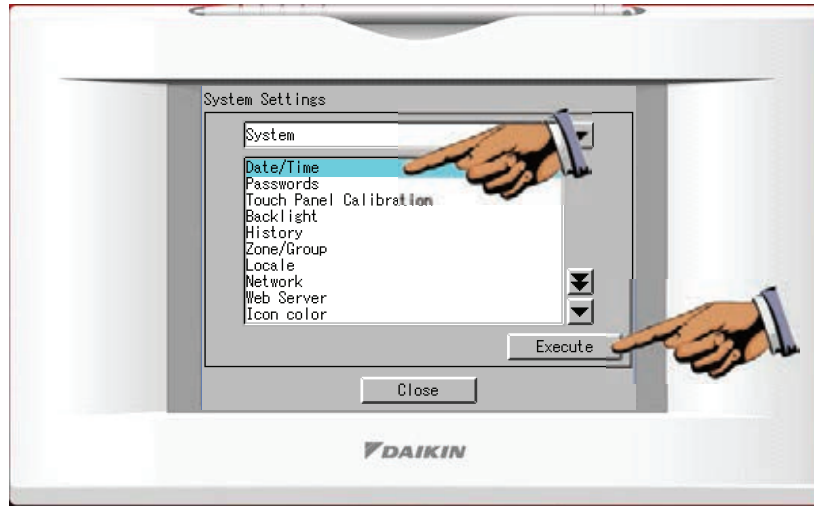 System Settings
System
Date/Time
Passwords
Touch Panel Calibration
Backlight
History
Zone/Group
Locale
Network
Web Server
Icon color
Execute
Close
DAIKIN